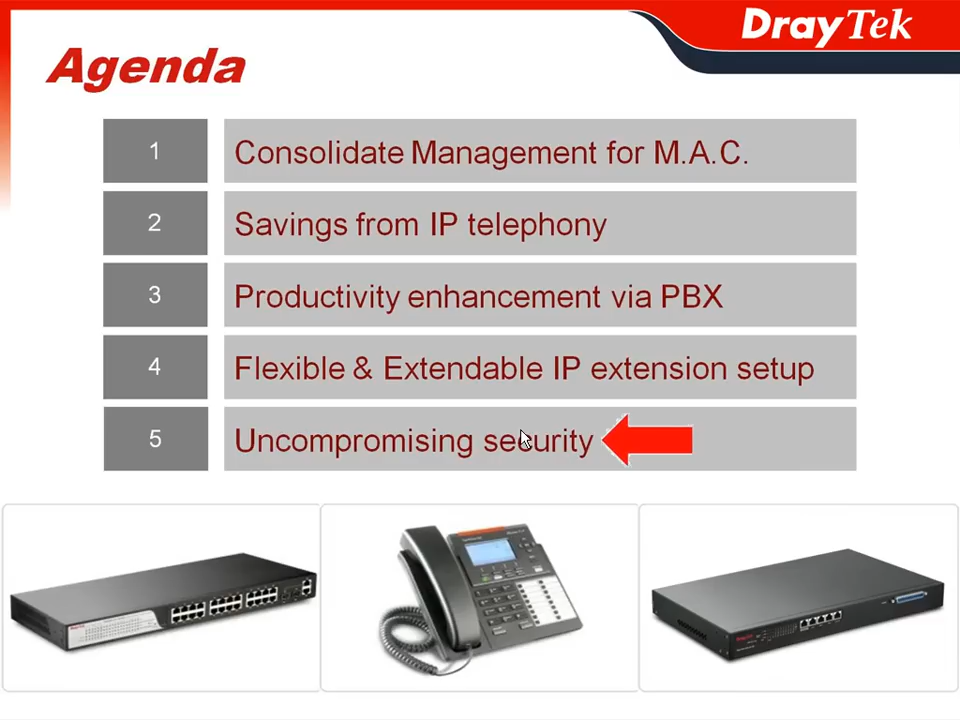 DrayTek
Agenda
1
Consolidate Management for M.A.C.
2
Savings from IP telephony
3
Productivity enhancement via PBX
4
Flexible & Extendable IP extension setup
5
Uncompromising security